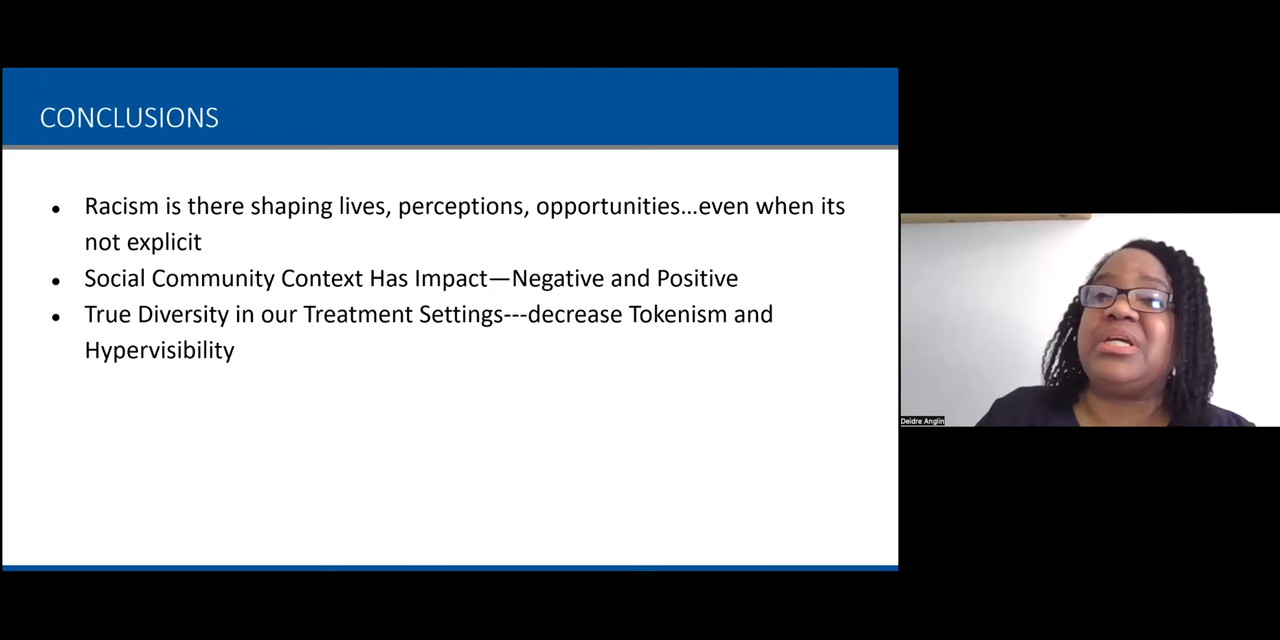 CONCLUSIONS
• Racism is there shaping lives, perceptions, opportunities...even when its
not explicit
• Social Community Context Has Impact—Negative and Positive
• True Diversity in our Treatment Settings---decrease Tokenism and
Hypervisibility
Deidre Anglin